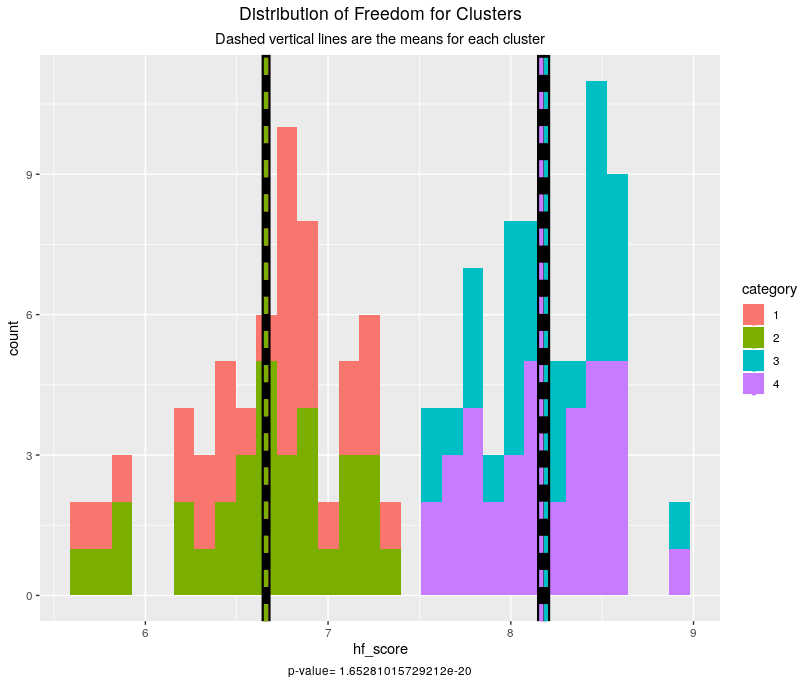 Distribution of Freedom for Clusters
Dashed vertical lines are the means for each cluster
count
9
6
3
0
6
7
8
9
hf_score
p-value= 1.65281015729212e-20
category
1
2
3
4